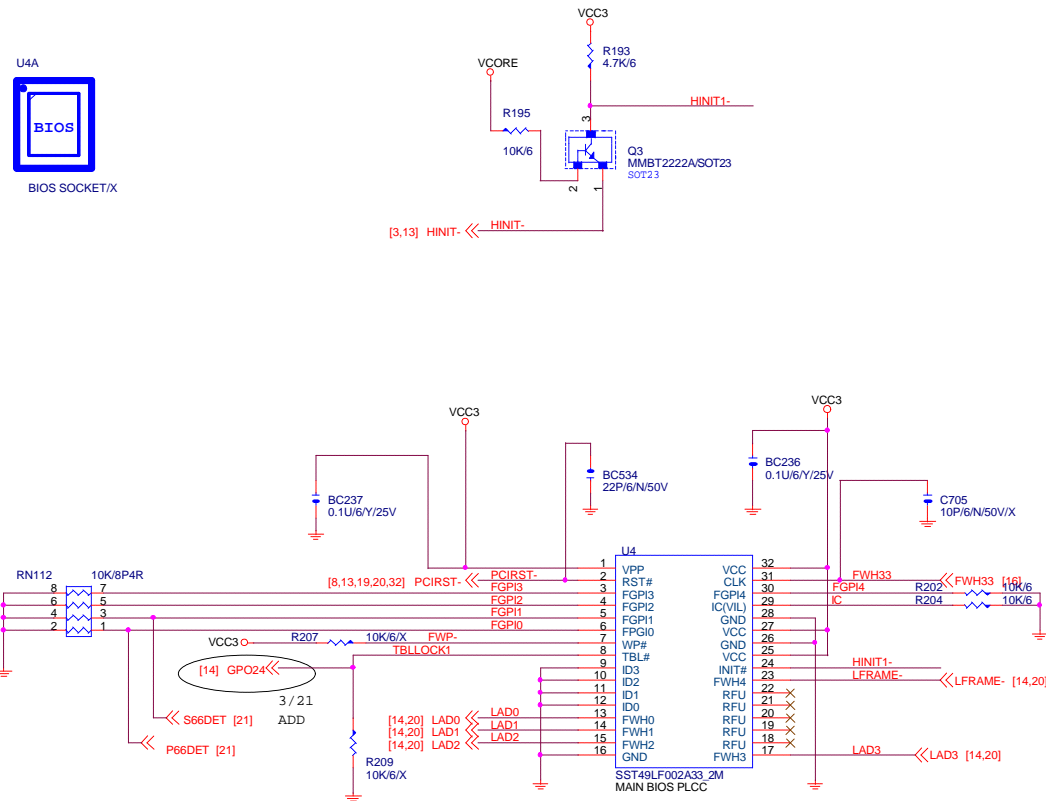 VCC3
U4A
R193
4.7K/6
VCORE
HINIT1-
R195
3
BIOS
10K/6
Q3
MMBT2222A/SOT23
SOT23
2
1
BIOS SOCKET/X
[3,13] HINIT-
HINIT-
VCC3
VCC3
BC237
0.1U/6/Y/25V
BC534
22P/6/N/50V
BC236
0.1U/6/Y/25V
C705
10P/6/N/50V/X
U4
RN112
10K/8P4R
8 7
6 5
4 3
2 1
[8,13,19,20,32] PCIRST-
PCIRST-
FGPI3
FGPI2
FGPI1
FGPI0
VCC3
R207
10K/6/X
FWP-
TBLLOCK1
[14] GPO24
3/21
ADD
S66DET [21]
P66DET [21]
R209
10K/6/X
[14,20] LAD0
LAD0
[14,20] LAD1
LAD1
[14,20] LAD2
LAD2
1 VPP VCC 32
2 RST# CLK 31
3 FGPI3 FGPI4 30
4 FGPI2 IC(VIL) 29
5 FGPI1 GND 28
6 FPGI0 VCC 27
7 WP# GND 26
8 TBL# VCC 25
9 ID3 INIT# 24
10 ID2 FWH4 23
11 ID1 RFU 22
12 ID0 RFU 21
13 FWH0 RFU 20
14 FWH1 RFU 19
15 FWH2 RFU 18
16 GND FWH3 17
SST49LF002A33_2M
MAIN BIOS PLCC
FWH33
FWH33 [16]
FGPI4
R202
10K/6
IC
R204
10K/6
HINIT1-
LFRAME-
LFRAME- [14,20]
LAD3
LAD3 [14,20]